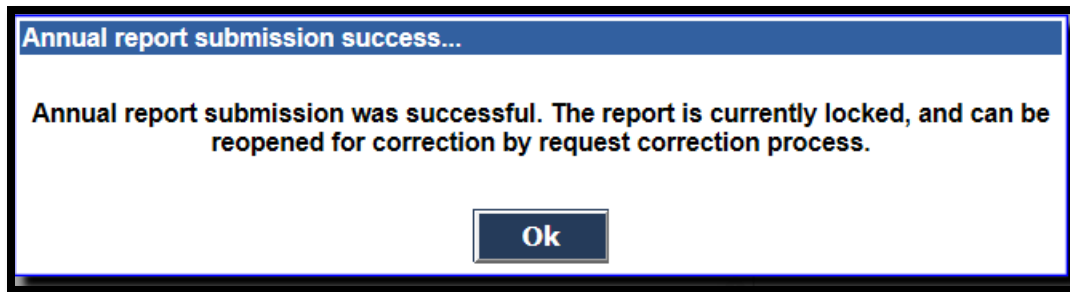 Annual report submission success...
Annual report submission was successful. The report is currently locked, and can be
reopened for correction by request correction process.
Ok